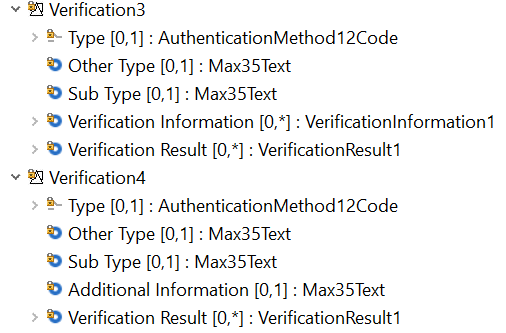 Verification3
Type [0,1] : AuthenticationMethod12Code
Other Type [0,1] : Max35Text
Sub Type [0,1] : Max35Text
Verification Information [0,*] : VerificationInformation1
Verification Result [0,*] : VerificationResult1
Verification4
Type [0,1] : AuthenticationMethod12Code
Other Type [0,1] : Max35Text
Sub Type [0,1] : Max35Text
Additional Information [0,1] : Max35Text
Verification Result [0,*] : VerificationResult1